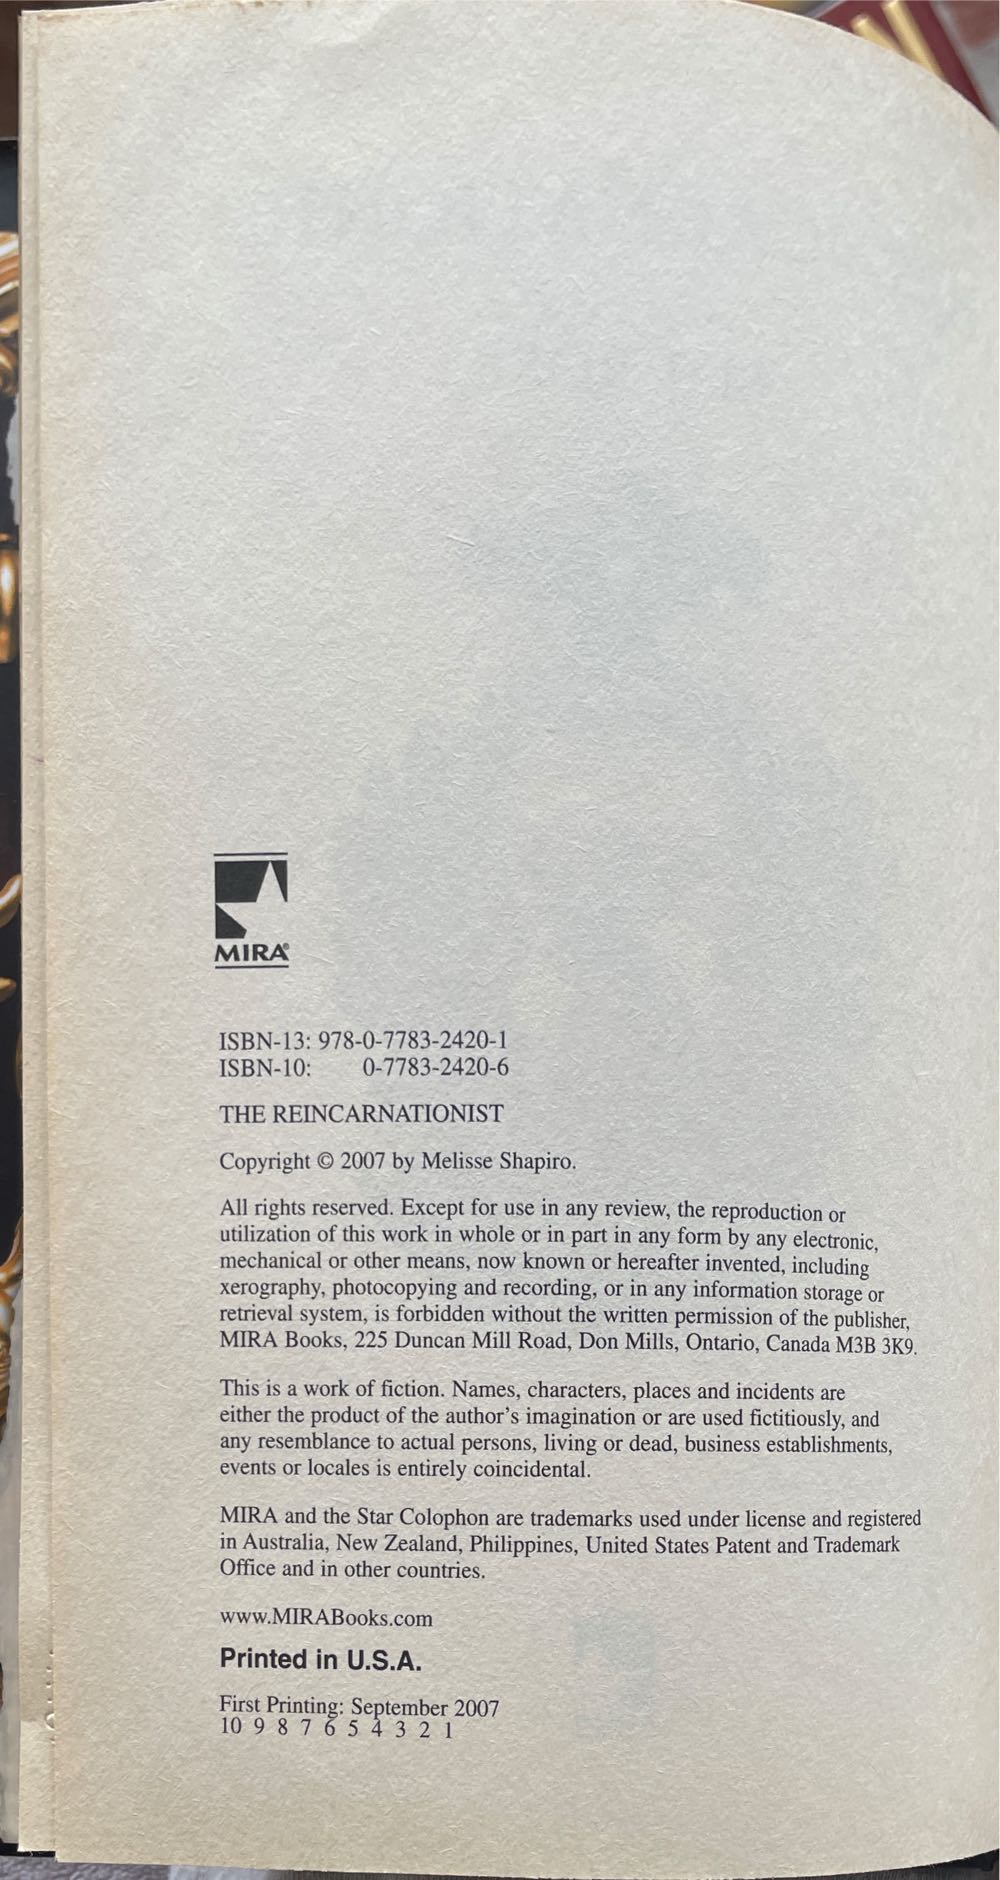 MIRA®
ISBN-13: 978-0-7783-2420-1
ISBN-10: 0-7783-2420-6
THE REINCARNATIONIST
Copyright © 2007 by Melisse Shapiro.
All rights reserved. Except for use in any review, the reproduction or
utilization of this work in whole or in part in any form by any electronic,
mechanical or other means, now known or hereafter invented, including
xerography, photocopying and recording, or in any information storage or
retrieval system, is forbidden without the written permission of the publisher,
MIRA Books, 225 Duncan Mill Road, Don Mills, Ontario, Canada M3B 3K9.
This is a work of fiction. Names, characters, places and incidents are
either the product of the author's imagination or are used fictitiously, and
any resemblance to actual persons, living or dead, business establishments,
events or locales is entirely coincidental.
MIRA and the Star Colophon are trademarks used under license and registered
in Australia, New Zealand, Philippines, United States Patent and Trademark
Office and in other countries.
www.MIRABooks.com
Printed in U.S.A.
First Printing: September 2007
10 9 8 7 6 5 4 3 2 1